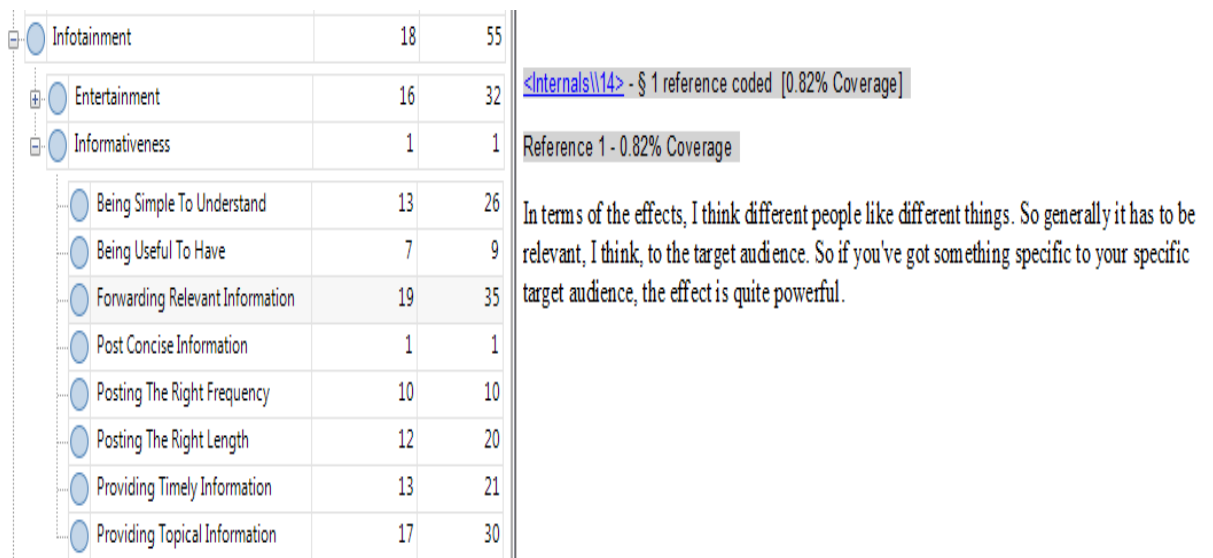 Infotainment 18 55
Entertainment 16 32
Informativeness 1 1
Being Simple To Understand 13 26
Being Useful To Have 7 9
Forwarding Relevant Information 19 35
Post Concise Information 1 1
Posting The Right Frequency 10 10
Posting The Right Length 12 20
Providing Timely Information 13 21
Providing Topical Information 17 30
<Internals\\14> - § 1 reference coded [0.82% Coverage]
Reference 1 - 0.82% Coverage
In terms of the effects, I think different people like different things. So generally it has to be
relevant, I think, to the target audience. So if you've got something specific to your specific
target audience, the effect is quite powerful.